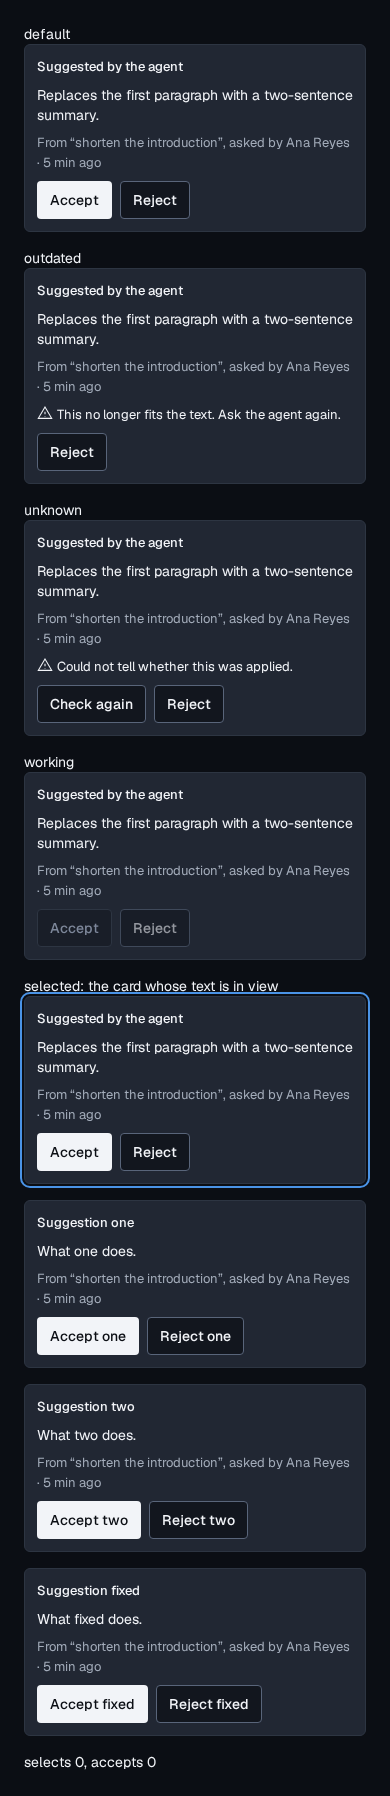 default
Suggested by the agent
Replaces the first paragraph with a two-sentence
summary.
From “shorten the introduction”, asked by Ana Reyes
· 5 min ago
Accept
Reject
outdated
Suggested by the agent
Replaces the first paragraph with a two-sentence
summary.
From “shorten the introduction”, asked by Ana Reyes
· 5 min ago
This no longer fits the text. Ask the agent again.
Reject
unknown
Suggested by the agent
Replaces the first paragraph with a two-sentence
summary.
From “shorten the introduction”, asked by Ana Reyes
· 5 min ago
Could not tell whether this was applied.
Check again
Reject
working
Suggested by the agent
Replaces the first paragraph with a two-sentence
summary.
From “shorten the introduction”, asked by Ana Reyes
· 5 min ago
Accept
Reject
selected: the card whose text is in view
Suggested by the agent
Replaces the first paragraph with a two-sentence
summary.
From “shorten the introduction”, asked by Ana Reyes
· 5 min ago
Accept
Reject
Suggestion one
What one does.
From “shorten the introduction”, asked by Ana Reyes
· 5 min ago
Accept one
Reject one
Suggestion two
What two does.
From “shorten the introduction”, asked by Ana Reyes
· 5 min ago
Accept two
Reject two
Suggestion fixed
What fixed does.
From “shorten the introduction”, asked by Ana Reyes
· 5 min ago
Accept fixed
Reject fixed
selects 0, accepts 0